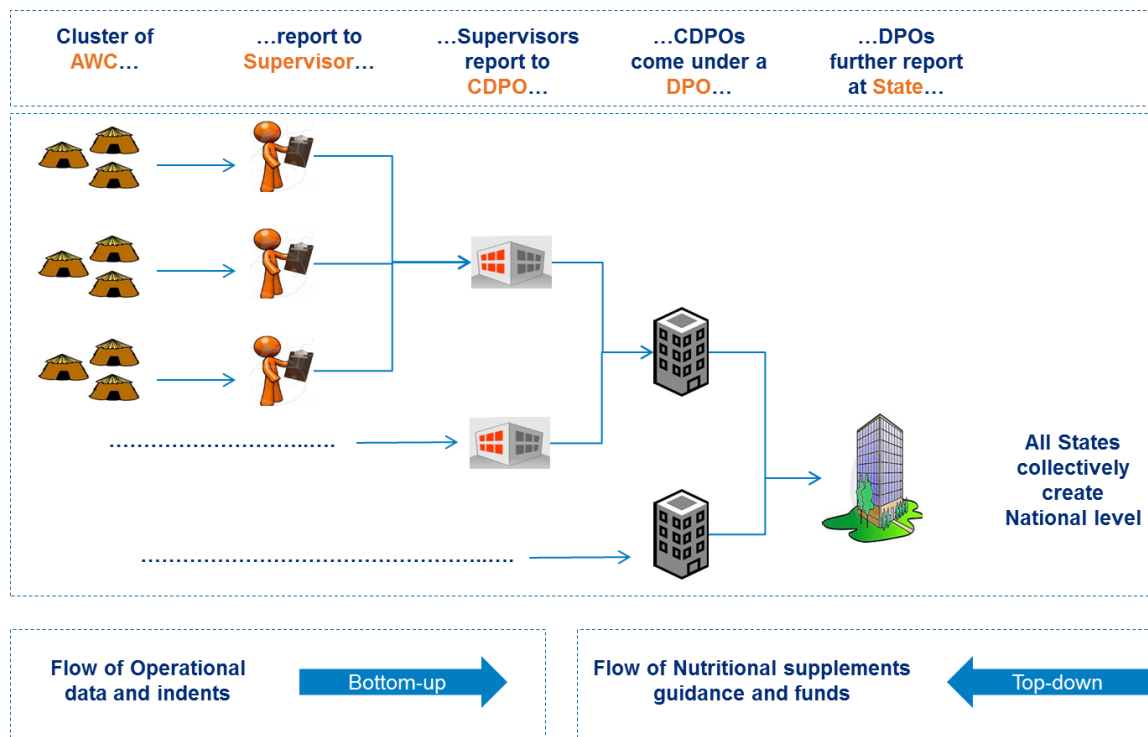 Cluster of
AWC…
…report to
Supervisor…
…Supervisors
report to
CDPO…
…CDPOs
come under a
DPO…
…DPOs
further report
at State…
All States
collectively
create
National level
Flow of Operational
data and indents
Bottom-up
Flow of Nutritional supplements
guidance and funds
Top-down